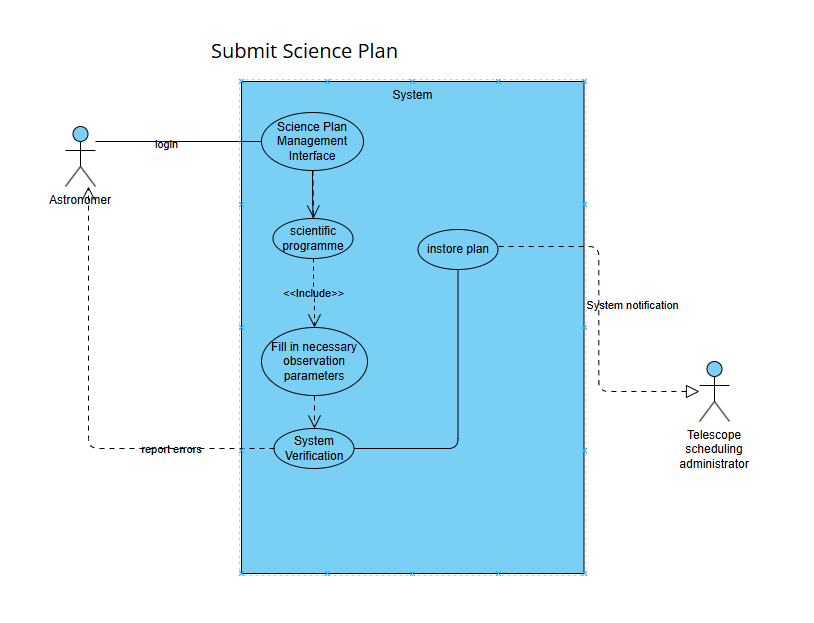 Submit Science Plan
System
Science Plan
Management
Interface
login
Astronomer
scientific
programme
instore plan
<<Include>>
System notification
Fill in necessary
observation
parameters
System
Verification
report errors
Telescope
scheduling
administrator